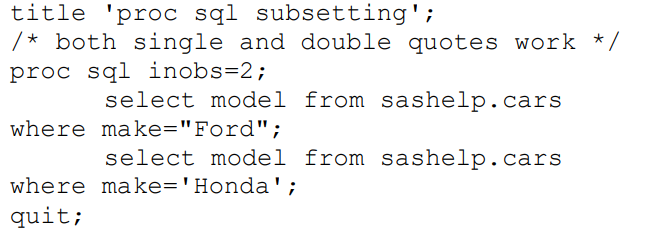 title 'proc sql subsetting';
/* both single and double quotes work */
proc sql inobs=2;
      select model from sashelp.cars
where make="Ford";
      select model from sashelp.cars
where make='Honda';
quit;